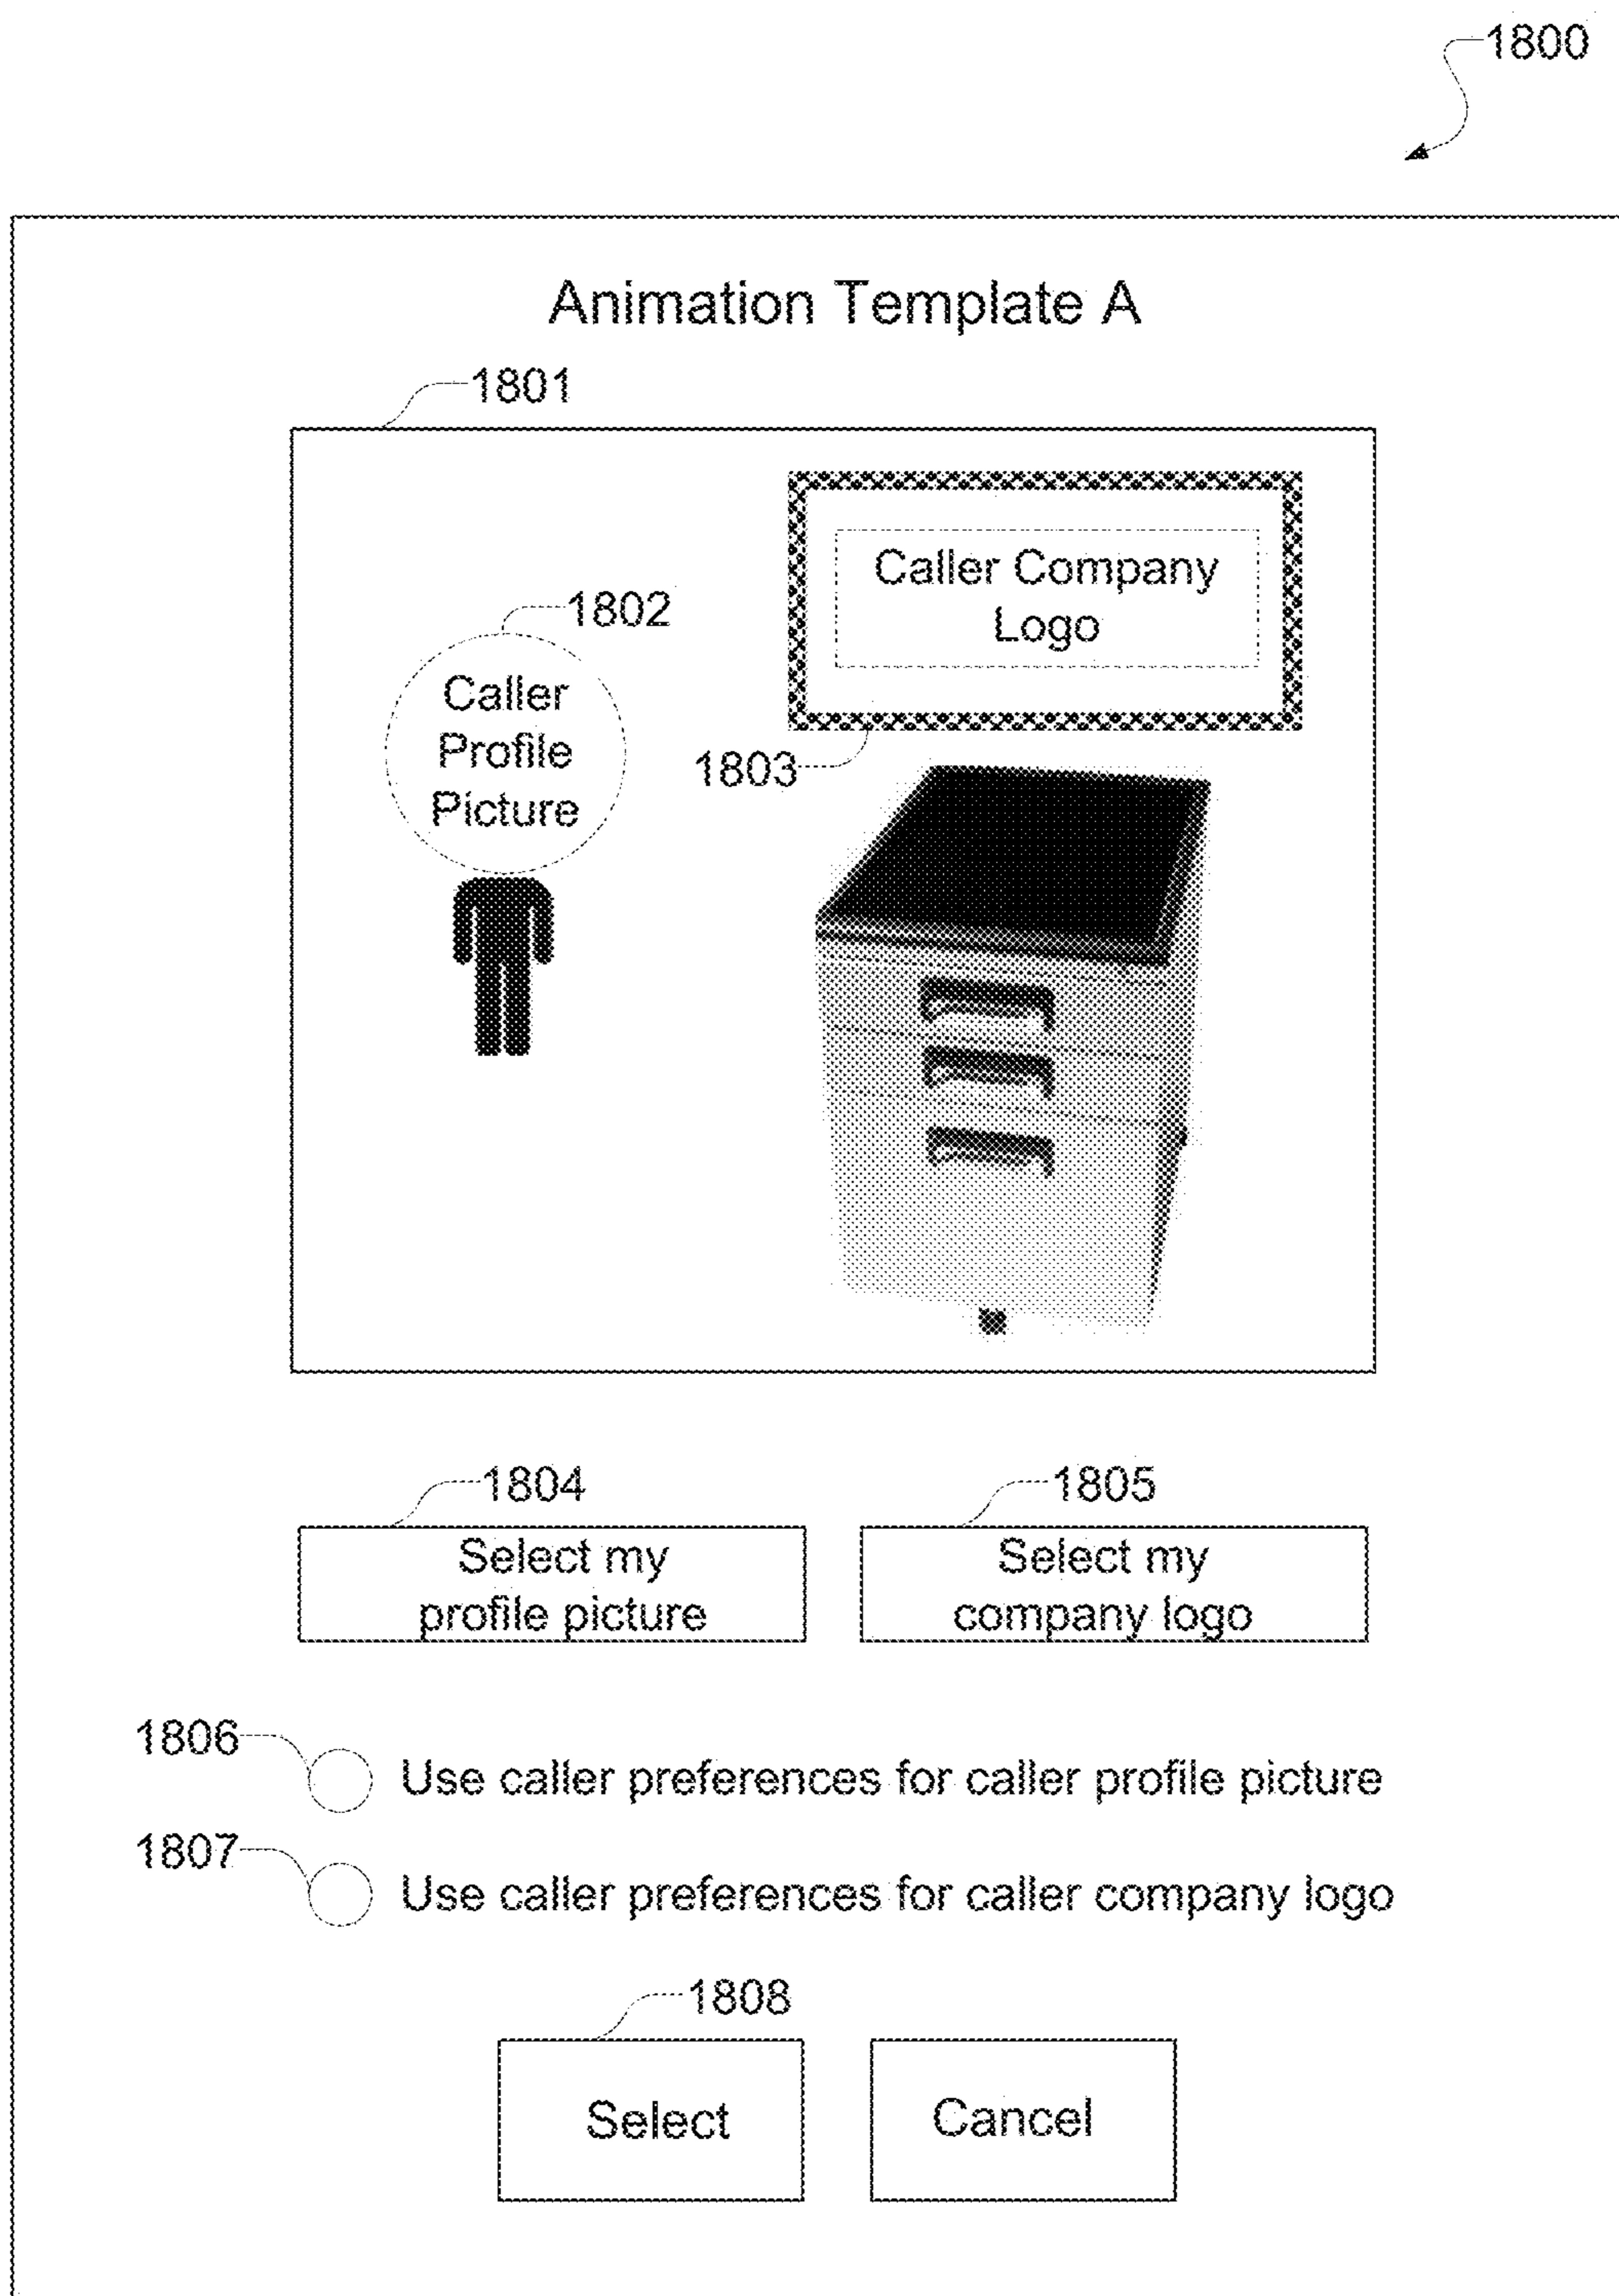 1800
Animation Template A
1801
Caller Company
Logo
1802
Caller
Profile
Picture
1803
1804
1805
Select my
profile picture
Select my
company logo
1806
Use caller preferences for caller profile picture
1807
Use caller preferences for caller company logo
1808
Select
Cancel